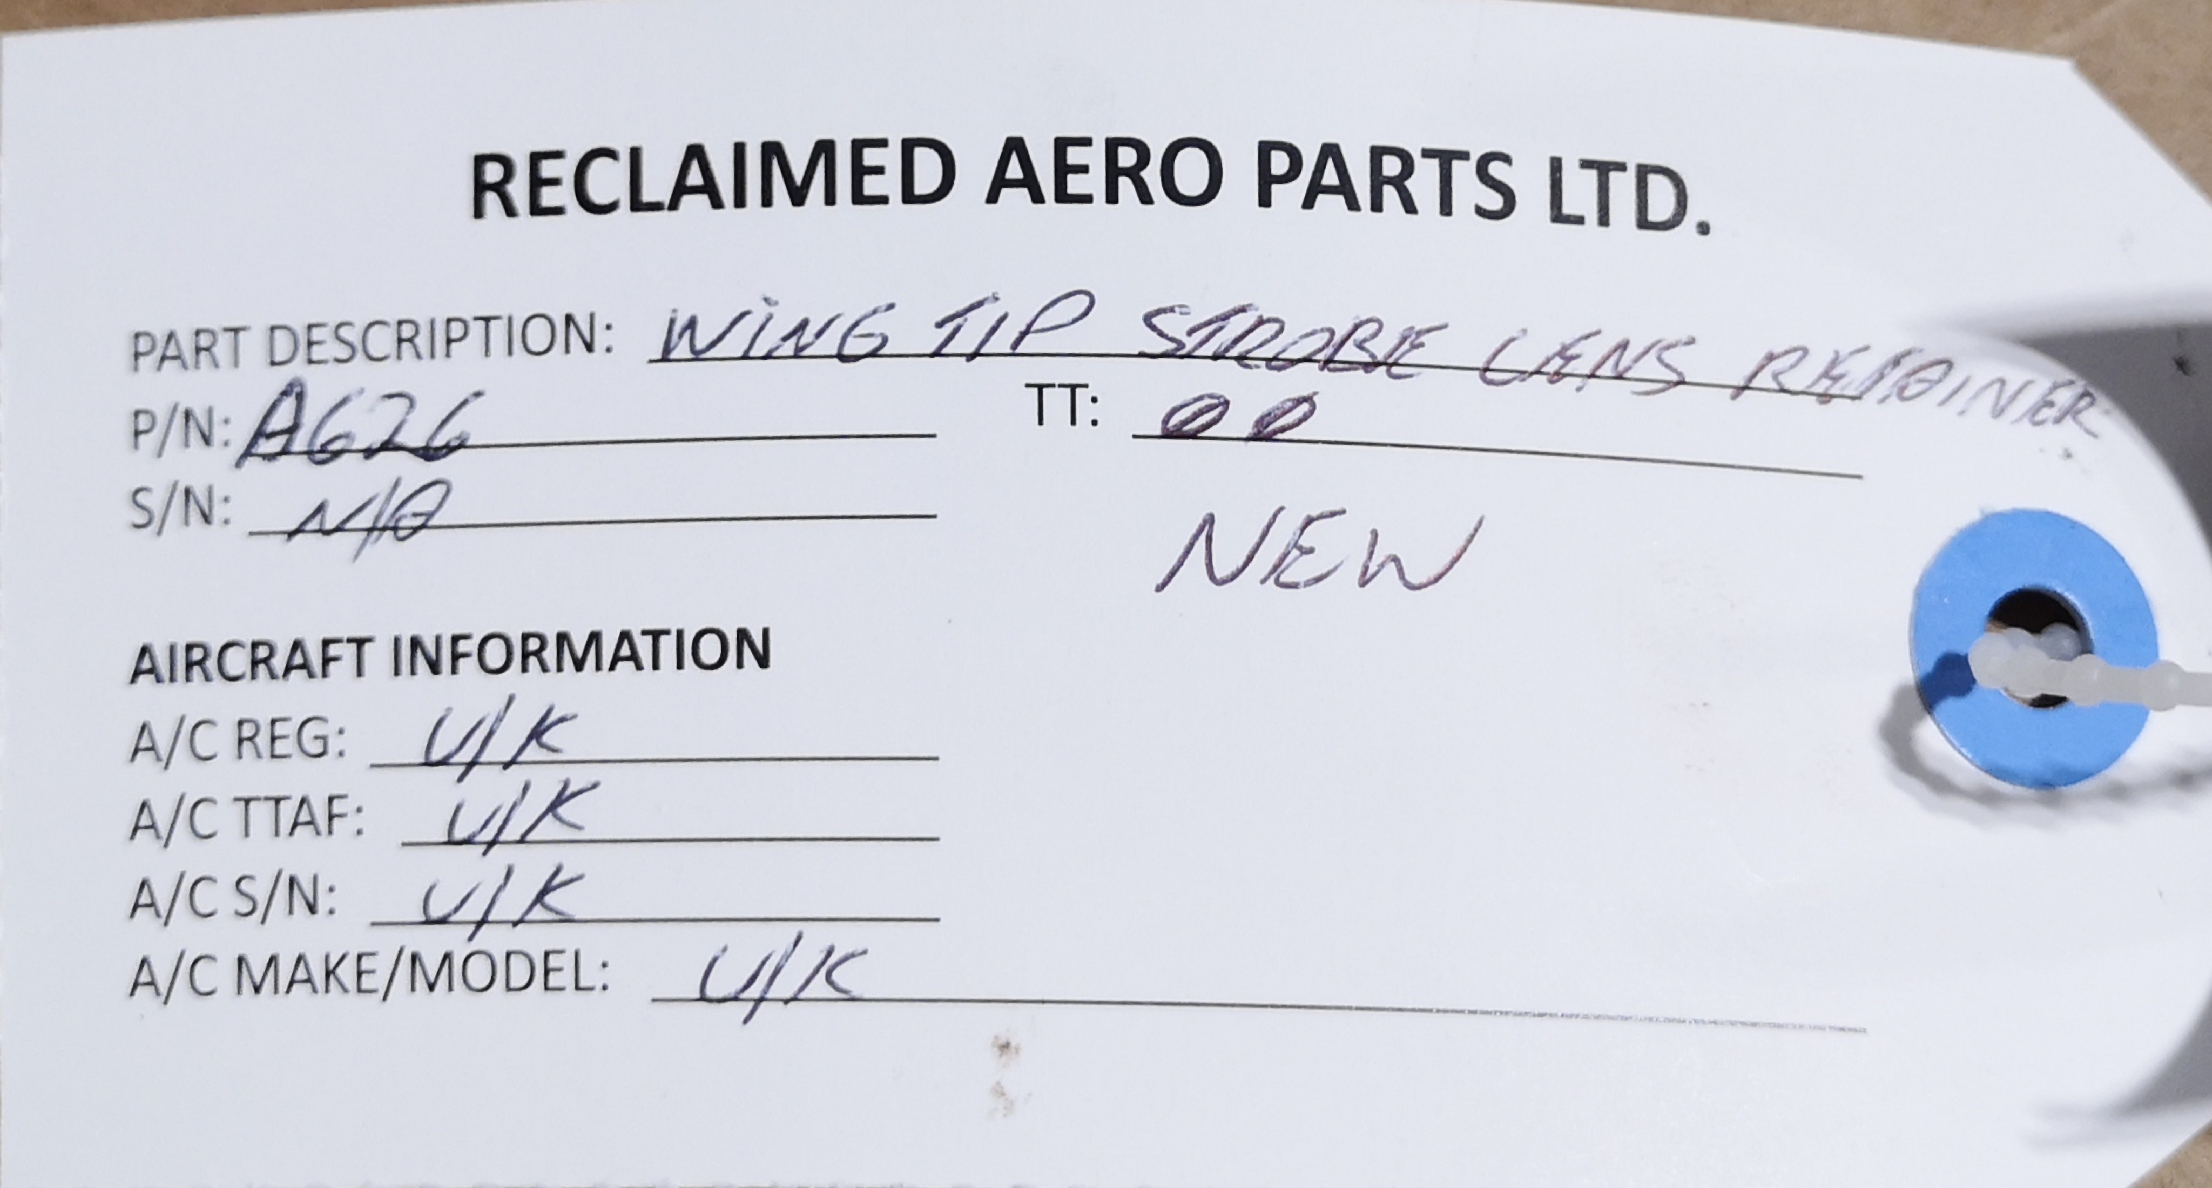 RECLAIMED AERO PARTS LTD.
PART DESCRIPTION: WING TIP STROBE LENS RETAINER
P/N: A626 TT: 00
S/N: N/A
NEW
AIRCRAFT INFORMATION
A/C REG: U/K
A/C TTAF: U/K
A/C S/N: U/K
A/C MAKE/MODEL: U/K